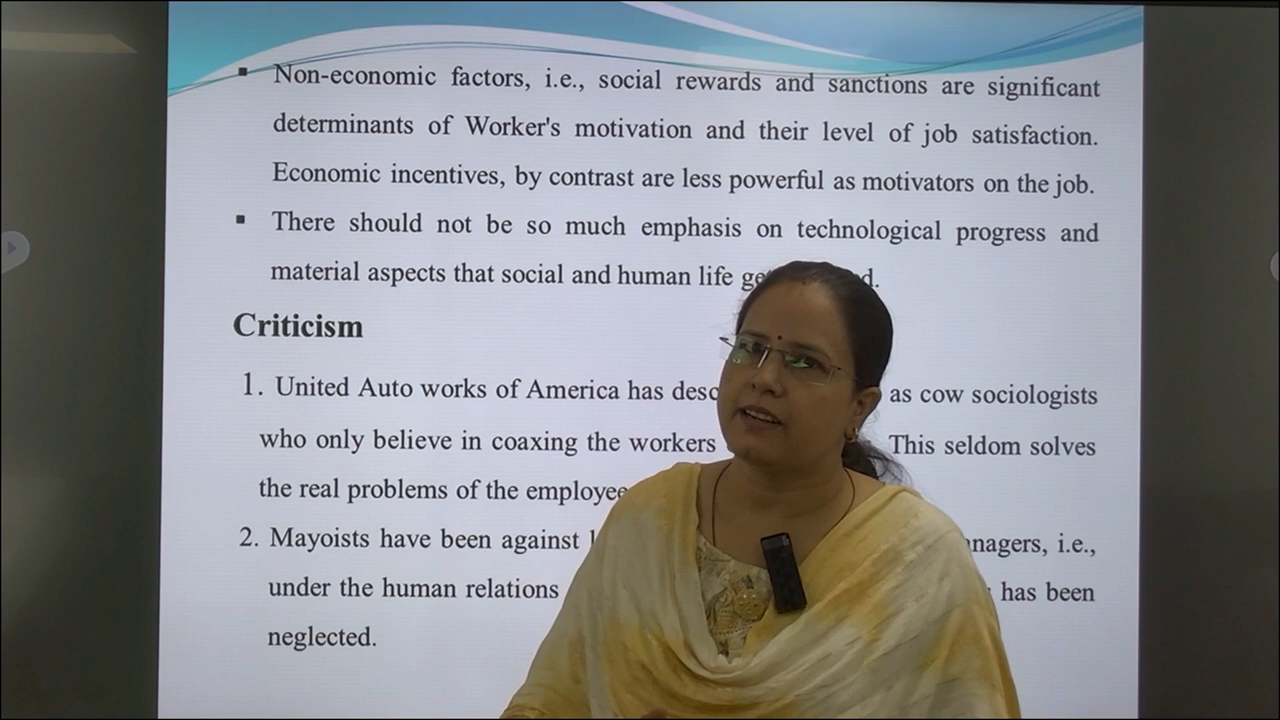 ▪ Non-economic factors, i.e., social rewards and sanctions are significant
determinants of Worker's motivation and their level of job satisfaction.
Economic incentives, by contrast are less powerful as motivators on the job.
▪ There should not be so much emphasis on technological progress and
material aspects that social and human life
Criticism
1. United Auto works of America has as cow sociologists
who only believe in coaxing the workers This seldom solves
the real problems of the
2. Mayoists have been against i.e.,
under the human relations has been
neglected.